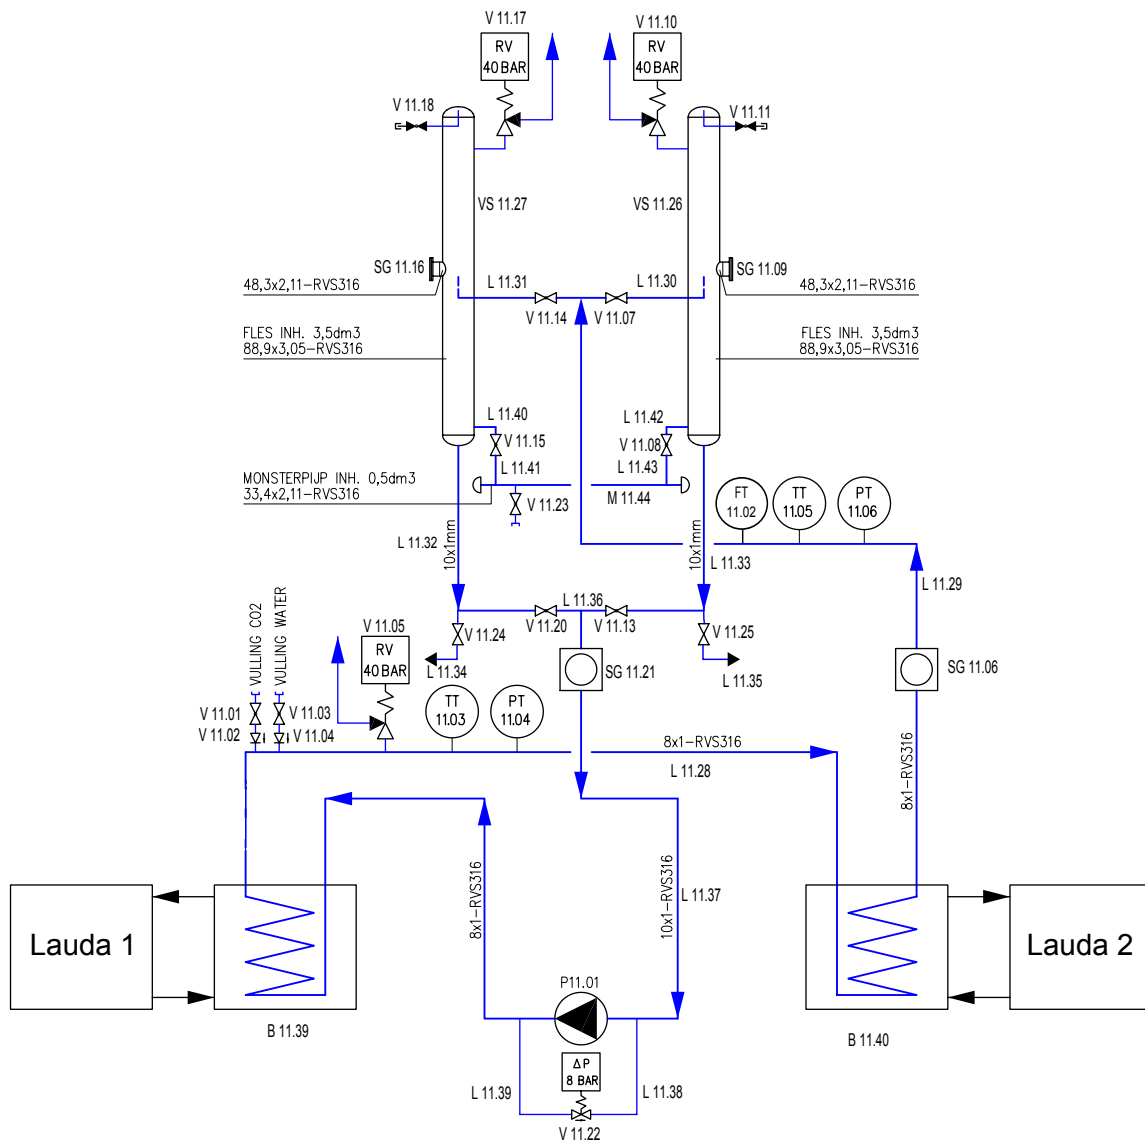 V 11.17
V 11.10
RV
40 BAR
RV
40 BAR
V 11.18
V 11.11
VS 11.27
VS 11.26
SG 11.16
SG 11.09
48,3x2,11-RVS316
L 11.31
L 11.30
48,3x2,11-RVS316
V 11.14
V 11.07
FLES INH. 3,5dm3
88,9x3,05-RVS316
FLES INH. 3,5dm3
88,9x3,05-RVS316
L 11.40
L 11.42
V 11.15
V 11.08
L 11.41
L 11.43
MONSTERPIJP INH. 0,5dm3
33,4x2,11-RVS316
M 11.44
V 11.23
FT
11.02
TT
11.05
PT
11.06
L 11.32
10x1mm
10x1mm
L 11.33
L 11.29
VULLING CO2
VULLING WATER
L 11.36
V 11.20
V 11.13
V 11.24
V 11.25
V 11.05
RV
40 BAR
L 11.34
SG 11.21
L 11.35
SG 11.06
V 11.01
V 11.03
V 11.02
V 11.04
TT
11.03
PT
11.04
8x1-RVS316
L 11.28
8x1-RVS316
8x1-RVS316
10x1-RVS316
L 11.37
Lauda 1
Lauda 2
P11.01
B 11.39
B 11.40
Δ P
8 BAR
L 11.39
L 11.38
V 11.22